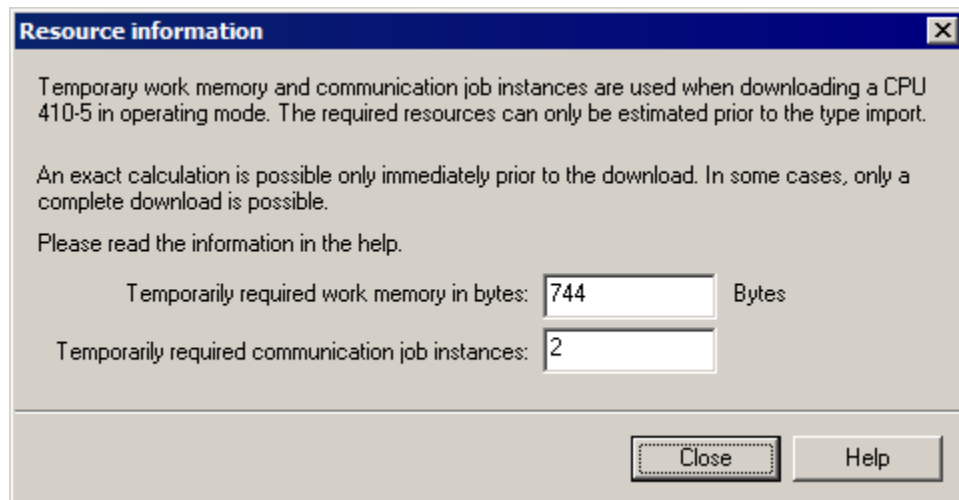 Resource information
Temporary work memory and communication job instances are used when downloading a CPU
410-5 in operating mode. The required resources can only be estimated prior to the type import.
An exact calculation is possible only immediately prior to the download. In some cases, only a
complete download is possible.
Please read the information in the help.
Temporarily required work memory in bytes: 744 Bytes
Temporarily required communication job instances: 2
Close Help